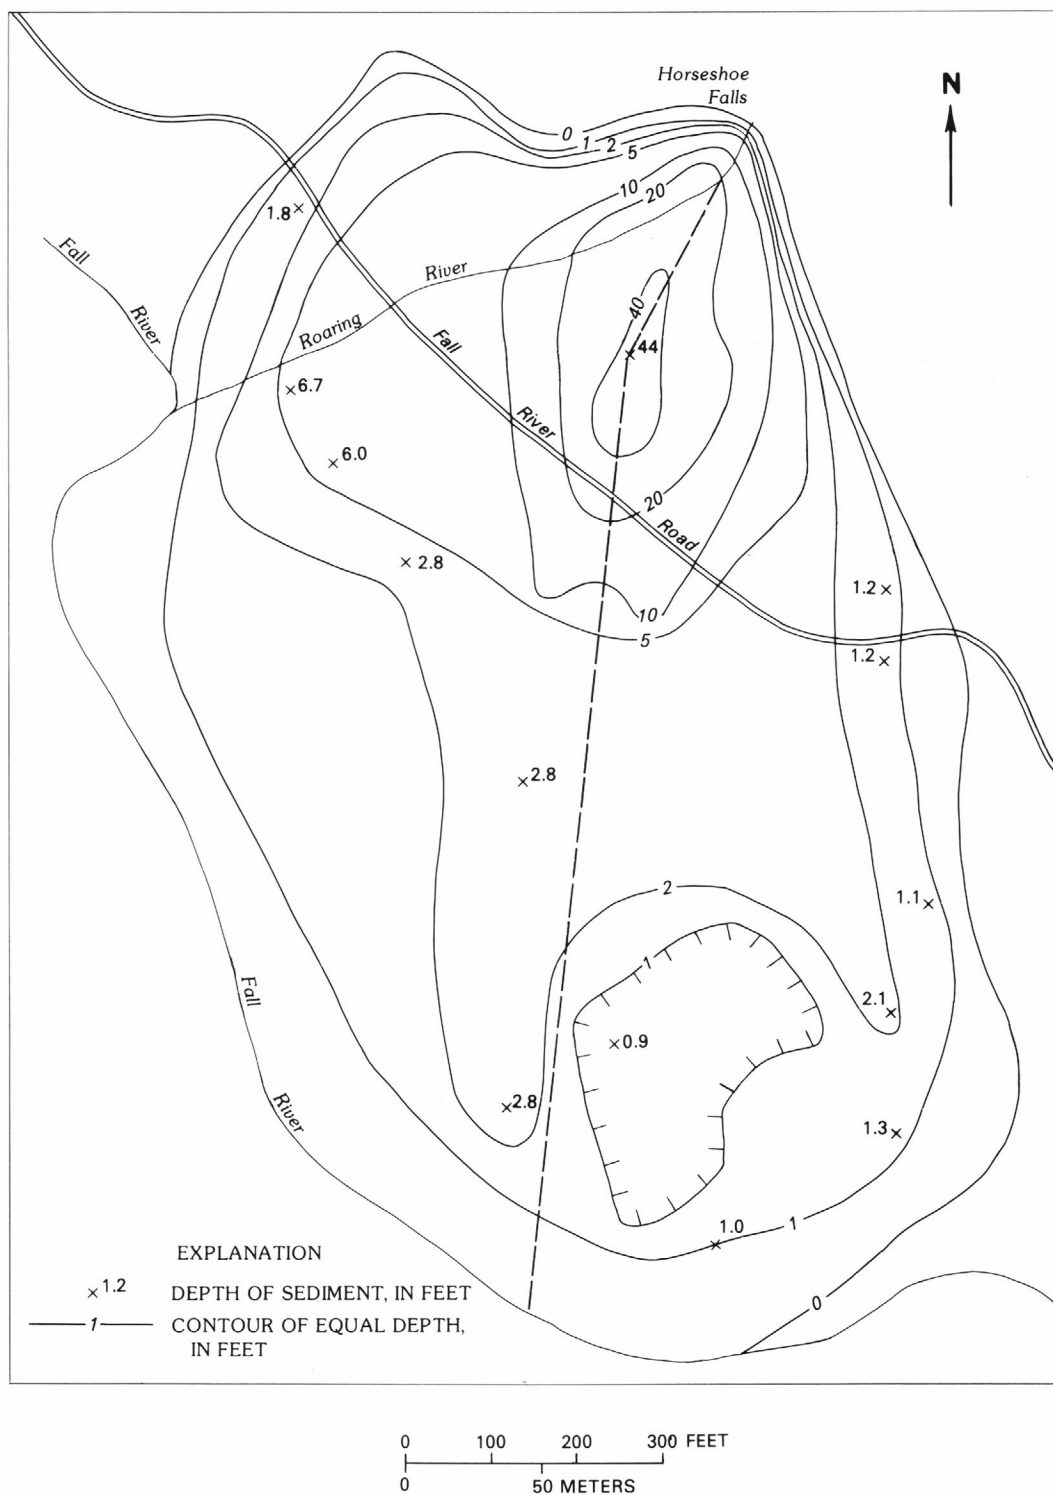 Horseshoe
Falls
N
0
1
2
5
10
20
1.8
Fall
River
River
40
Roaring
Fall
44
6.7
River
6.0
20
Road
2.8
1.2
10
5
1.2
2.8
2
1.1
1
Fall
2.1
0.9
River
2.8
1.3
1
1.0
EXPLANATION
1.2 DEPTH OF SEDIMENT, IN FEET
0
1 CONTOUR OF EQUAL DEPTH,
IN FEET
0 100 200 300 FEET
0 50 METERS